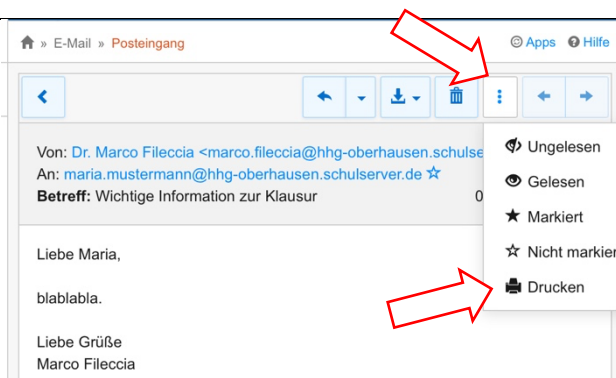 » E-Mail » Posteingang
Apps Hilfe
Von: Dr. Marco Fileccia <marco.fileccia@hhg-oberhausen.schulse
An: maria.mustermann@hhg-oberhausen.schulserver.de
Betreff: Wichtige Information zur Klausur 0
Ungelesen
Gelesen
Markiert
Nicht markier
Drucken
Liebe Maria,
blablabla.
Liebe Grüße
Marco Fileccia